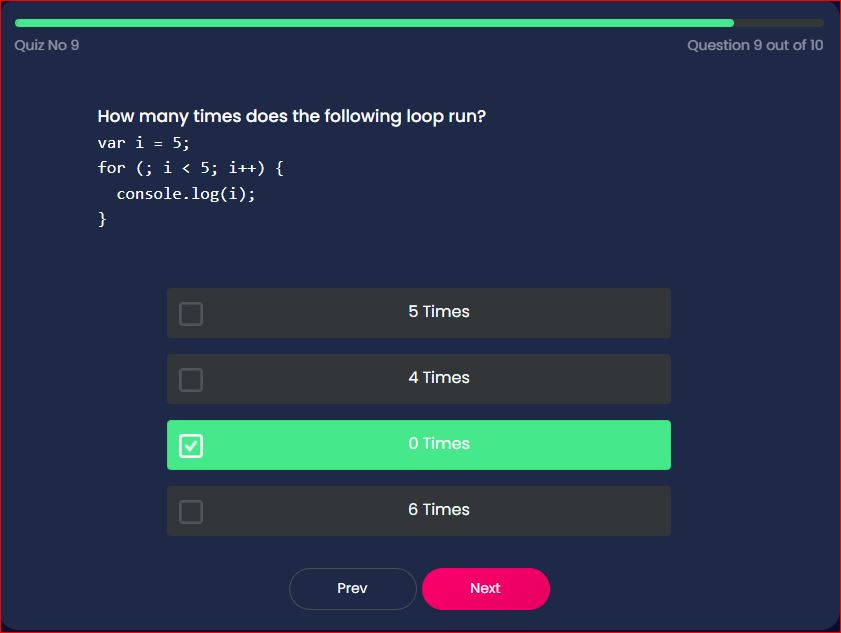 Quiz No 9
Question 9 out of 10
How many times does the following loop run?
var i = 5;
for (; i < 5; i++) {
  console.log(i);
}
5 Times
4 Times
0 Times
6 Times
Prev
Next